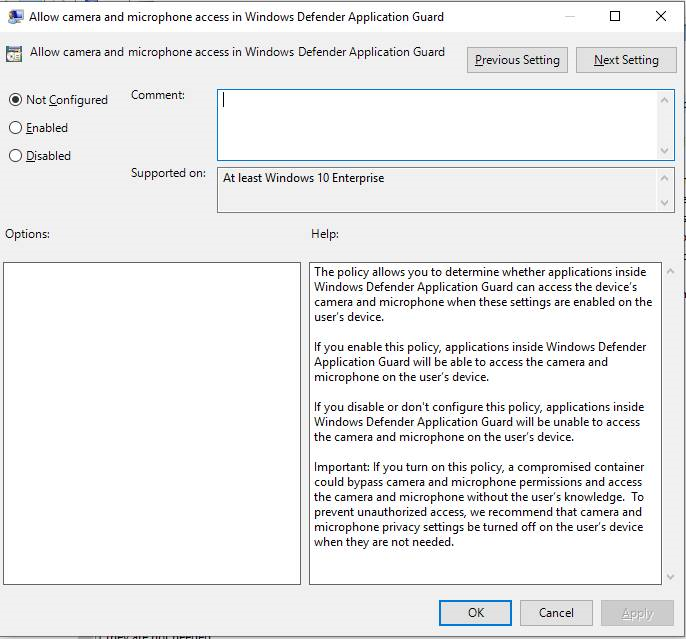 Allow camera and microphone access in Windows Defender Application Guard
Allow camera and microphone access in Windows Defender Application Guard
Previous Setting
Next Setting
Not Configured
Enabled
Disabled
Comment:
Supported on:
At least Windows 10 Enterprise
Options:
Help:
The policy allows you to determine whether applications inside
Windows Defender Application Guard can access the device's
camera and microphone when these settings are enabled on the
user's device.
If you enable this policy, applications inside Windows Defender
Application Guard will be able to access the camera and
microphone on the user's device.
If you disable or don't configure this policy, applications inside
Windows Defender Application Guard will be unable to access
the camera and microphone on the user's device.
Important: If you turn on this policy, a compromised container
could bypass camera and microphone permissions and access
the camera and microphone without the user's knowledge.  To
prevent unauthorized access, we recommend that camera and
microphone privacy settings be turned off on the user's device
when they are not needed.
OK
Cancel
Apply
they are not needed